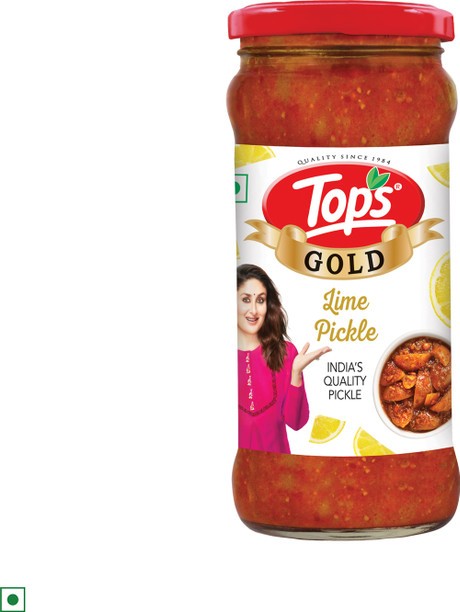 QUALITY SINCE 1984
Tops®
GOLD
Lime
Pickle
INDIA'S
QUALITY
PICKLE